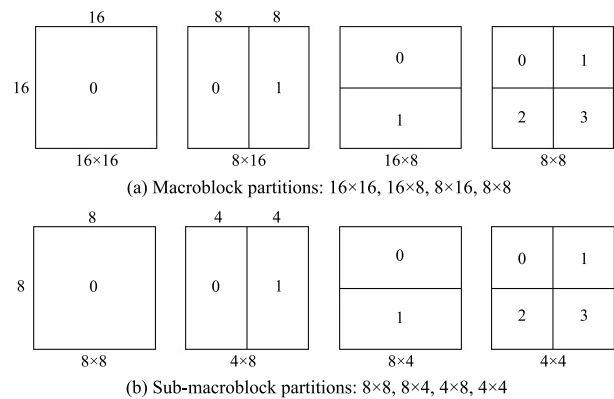 16 8 8
16 0 0 1 0 1 0 1 2 3
16×16 8×16 16×8 8×8
(a) Macroblock partitions: 16×16, 16×8, 8×16, 8×8
8 4 4
8 0 0 1 0 1 0 1 2 3
8×8 4×8 8×4 4×4
(b) Sub-macroblock partitions: 8×8, 8×4, 4×8, 4×4